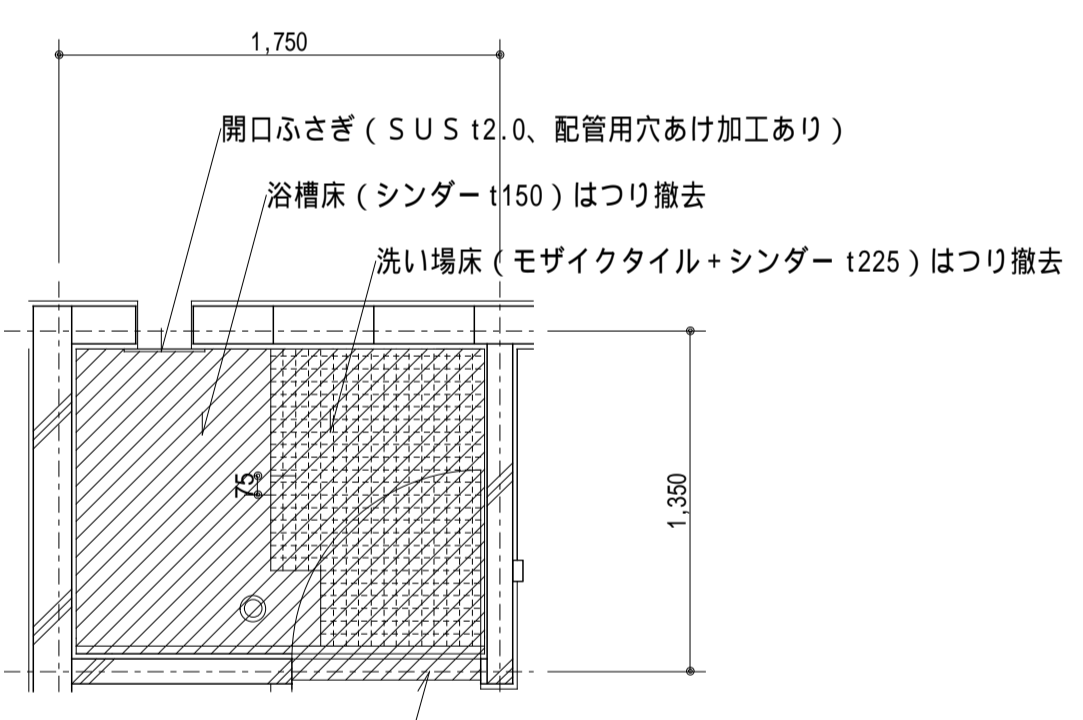 1,750
開口ふさぎ(SUS t2.0、配管用穴あけ加工あり)
浴槽床(シンダー t150)はつり撤去
洗い場床(モザイクタイル+シンダー t225)はつり撤去
75
1,350